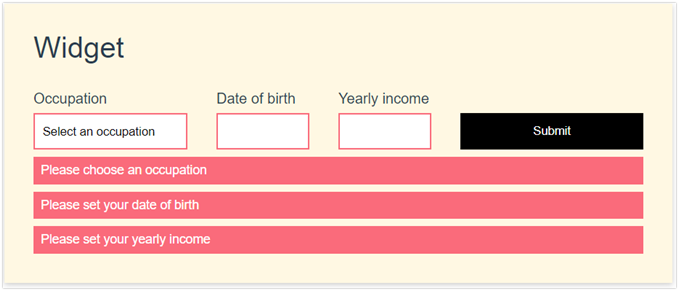 Widget
Occupation Date of birth Yearly income
Select an occupation Submit
Please choose an occupation
Please set your date of birth
Please set your yearly income